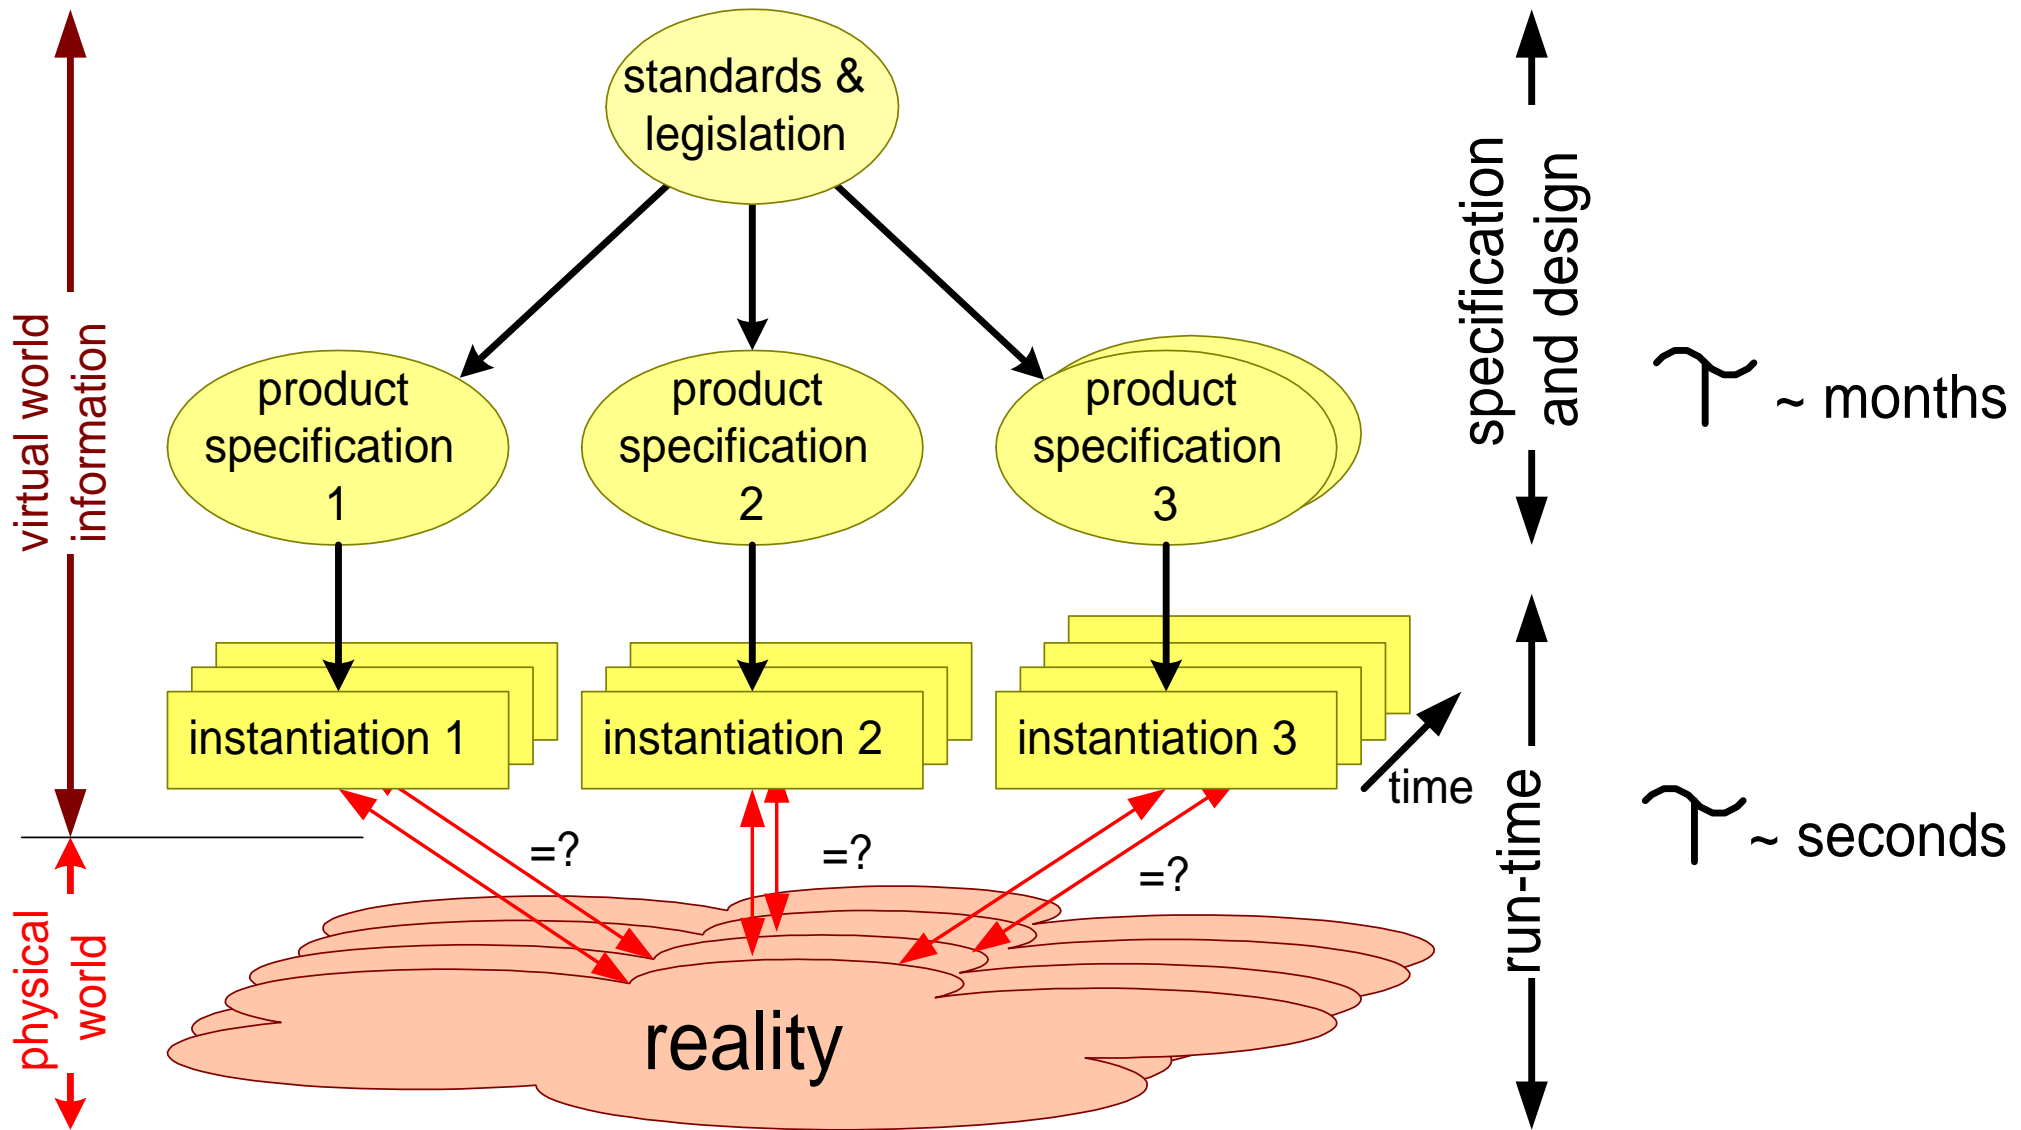 standards &
legislation
specification
and design
virtual world
information
product
specification
1
product
specification
2
product
specification
3
τ ~ months
instantiation 1
instantiation 2
instantiation 3
time
run-time
τ ~ seconds
=?
=?
=?
physical
world
reality